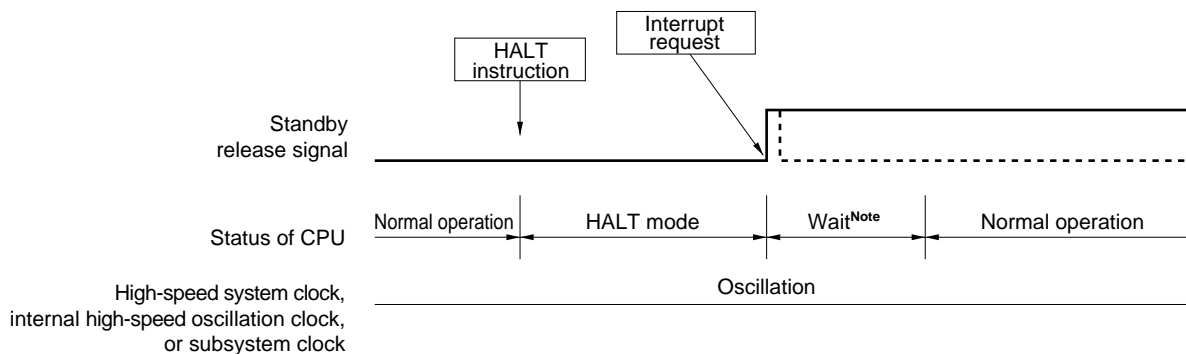 Interrupt
request
HALT
instruction
Standby
release signal
Status of CPU
Normal operation
HALT mode
WaitNote
Normal operation
High-speed system clock,
internal high-speed oscillation clock,
or subsystem clock
Oscillation